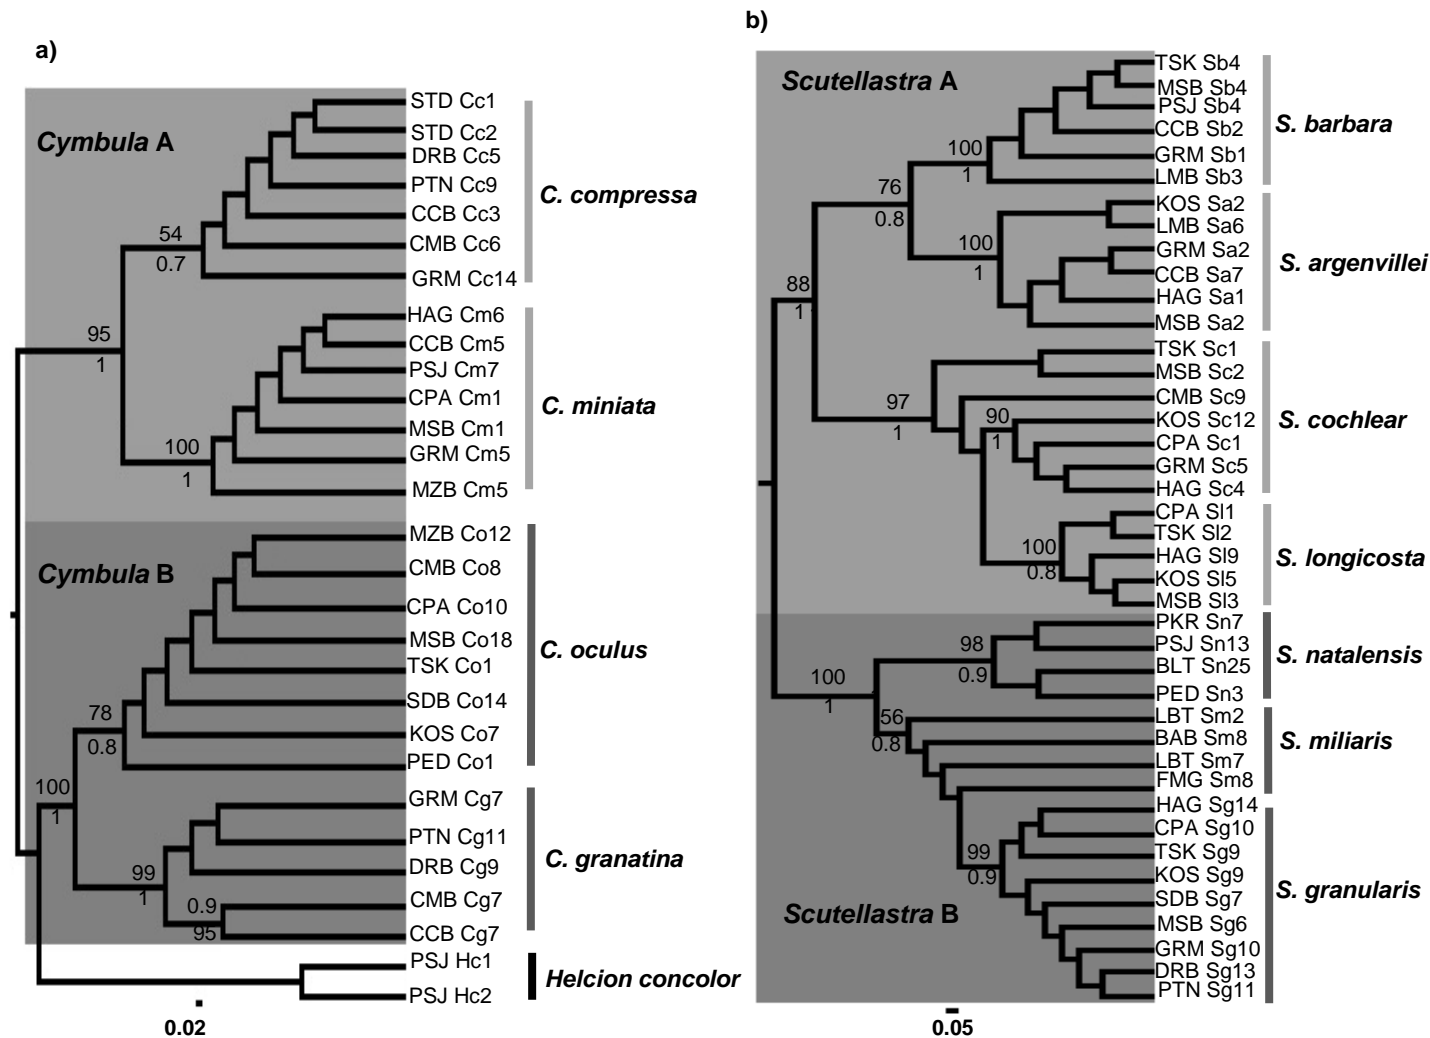 a)
Cymbula A
STD Cc1
STD Cc2
DRB Cc5
PTN Cc9
CCB Cc3
CMB Cc6
GRM Cc14
C. compressa
54
0.7
95
1
HAG Cm6
CCB Cm5
PSJ Cm7
CPA Cm1
MSB Cm1
GRM Cm5
MZB Cm5
C. miniata
100
1
Cymbula B
MZB Co12
CMB Co8
CPA Co10
MSB Co18
TSK Co1
SDB Co14
KOS Co7
PED Co1
C. oculus
78
0.8
100
1
GRM Cg7
PTN Cg11
DRB Cg9
CMB Cg7
CCB Cg7
C. granatina
99
1
0.9
95
PSJ Hc1
PSJ Hc2
Helcion concolor
0.02
b)
Scutellastra A
TSK Sb4
MSB Sb4
PSJ Sb4
CCB Sb2
GRM Sb1
LMB Sb3
S. barbara
100
1
76
0.8
KOS Sa2
LMB Sa6
GRM Sa2
CCB Sa7
HAG Sa1
MSB Sa2
S. argenvillei
100
1
88
1
TSK Sc1
MSB Sc2
CMB Sc9
KOS Sc12
CPA Sc1
GRM Sc5
HAG Sc4
S. cochlear
97
1
90
1
CPA Sl1
TSK Sl2
HAG Sl9
KOS Sl5
MSB Sl3
S. longicosta
100
0.8
PKR Sn7
PSJ Sn13
BLT Sn25
PED Sn3
S. natalensis
98
0.9
100
1
LBT Sm2
BAB Sm8
LBT Sm7
FMG Sm8
S. miliaris
56
0.8
HAG Sg14
CPA Sg10
TSK Sg9
KOS Sg9
SDB Sg7
MSB Sg6
GRM Sg10
DRB Sg13
PTN Sg11
S. granularis
99
0.9
Scutellastra B
0.05